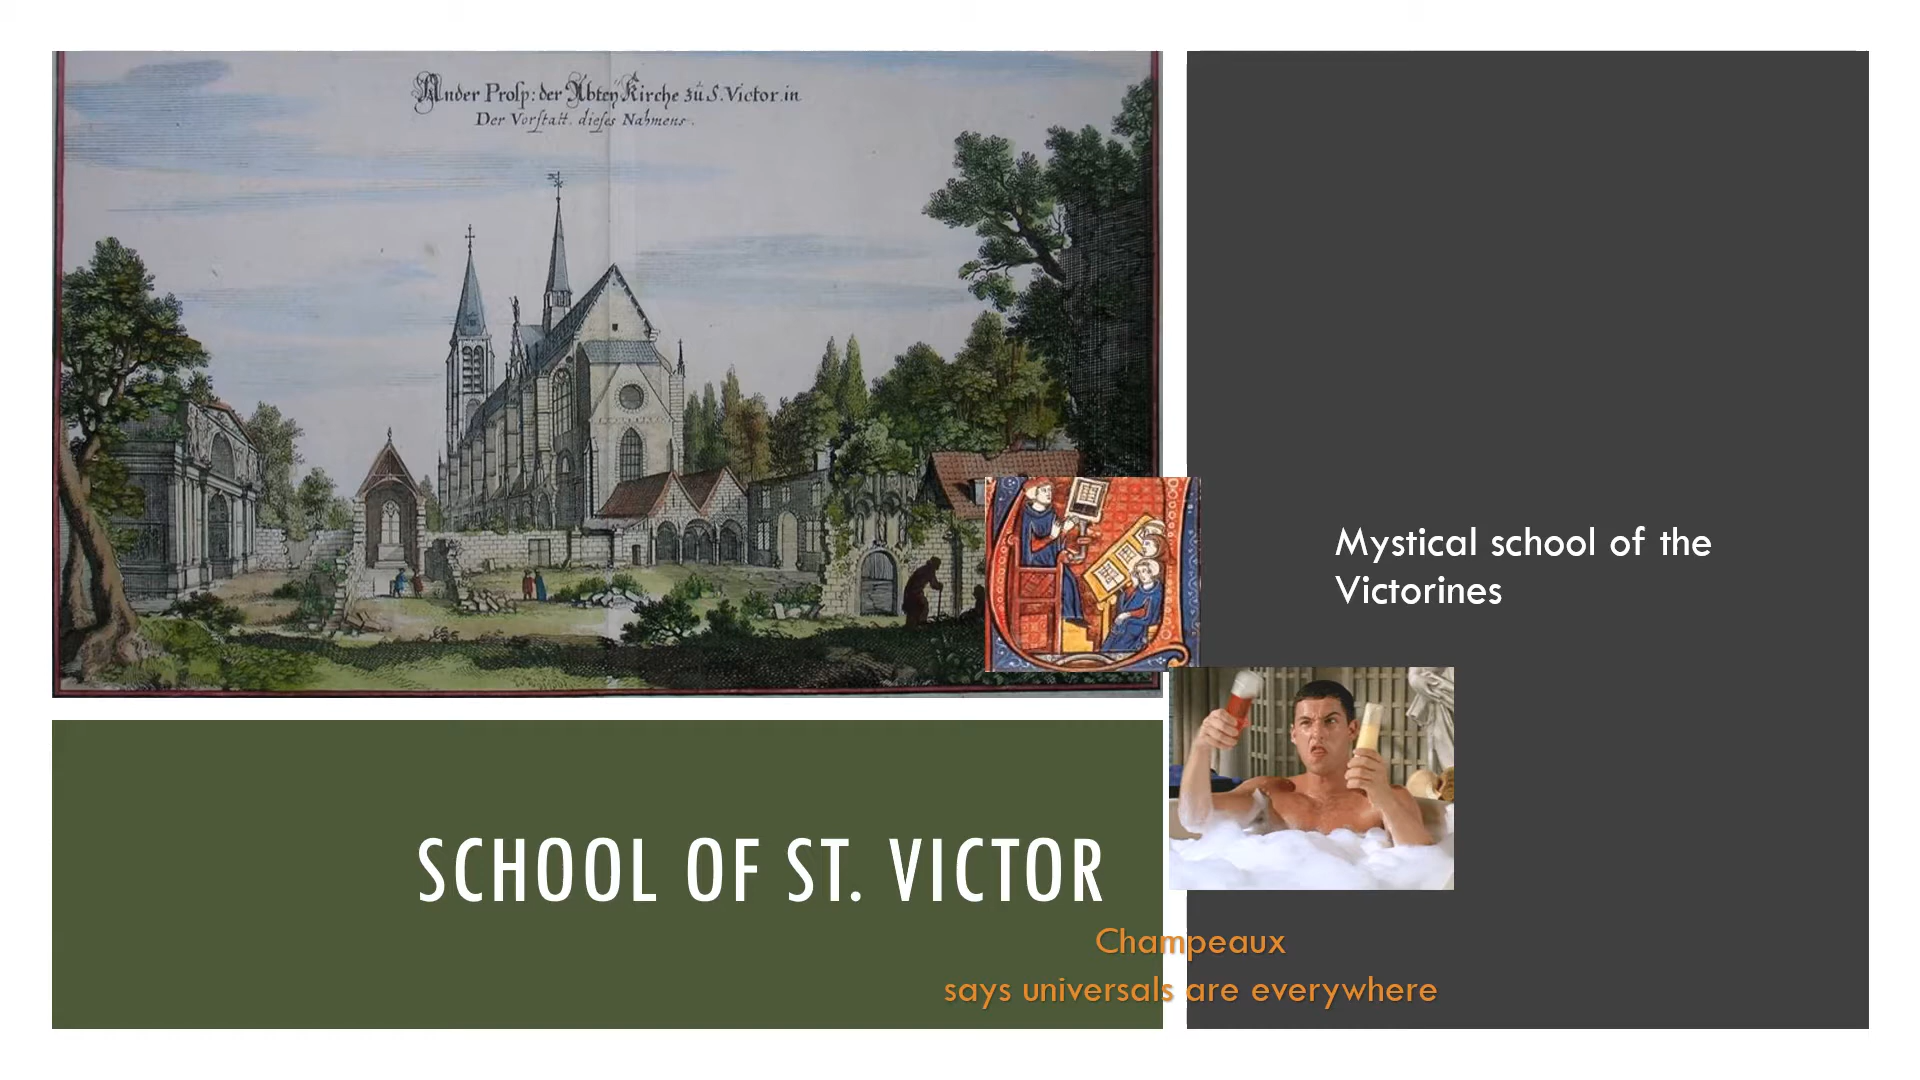 Ander Prosp: der Abtey Kirche zu S. Victor in
Der Vorstatt. dieses Nahmens.
Mystical school of the
Victorines
SCHOOL OF ST. VICTOR
Champeaux
says universals are everywhere